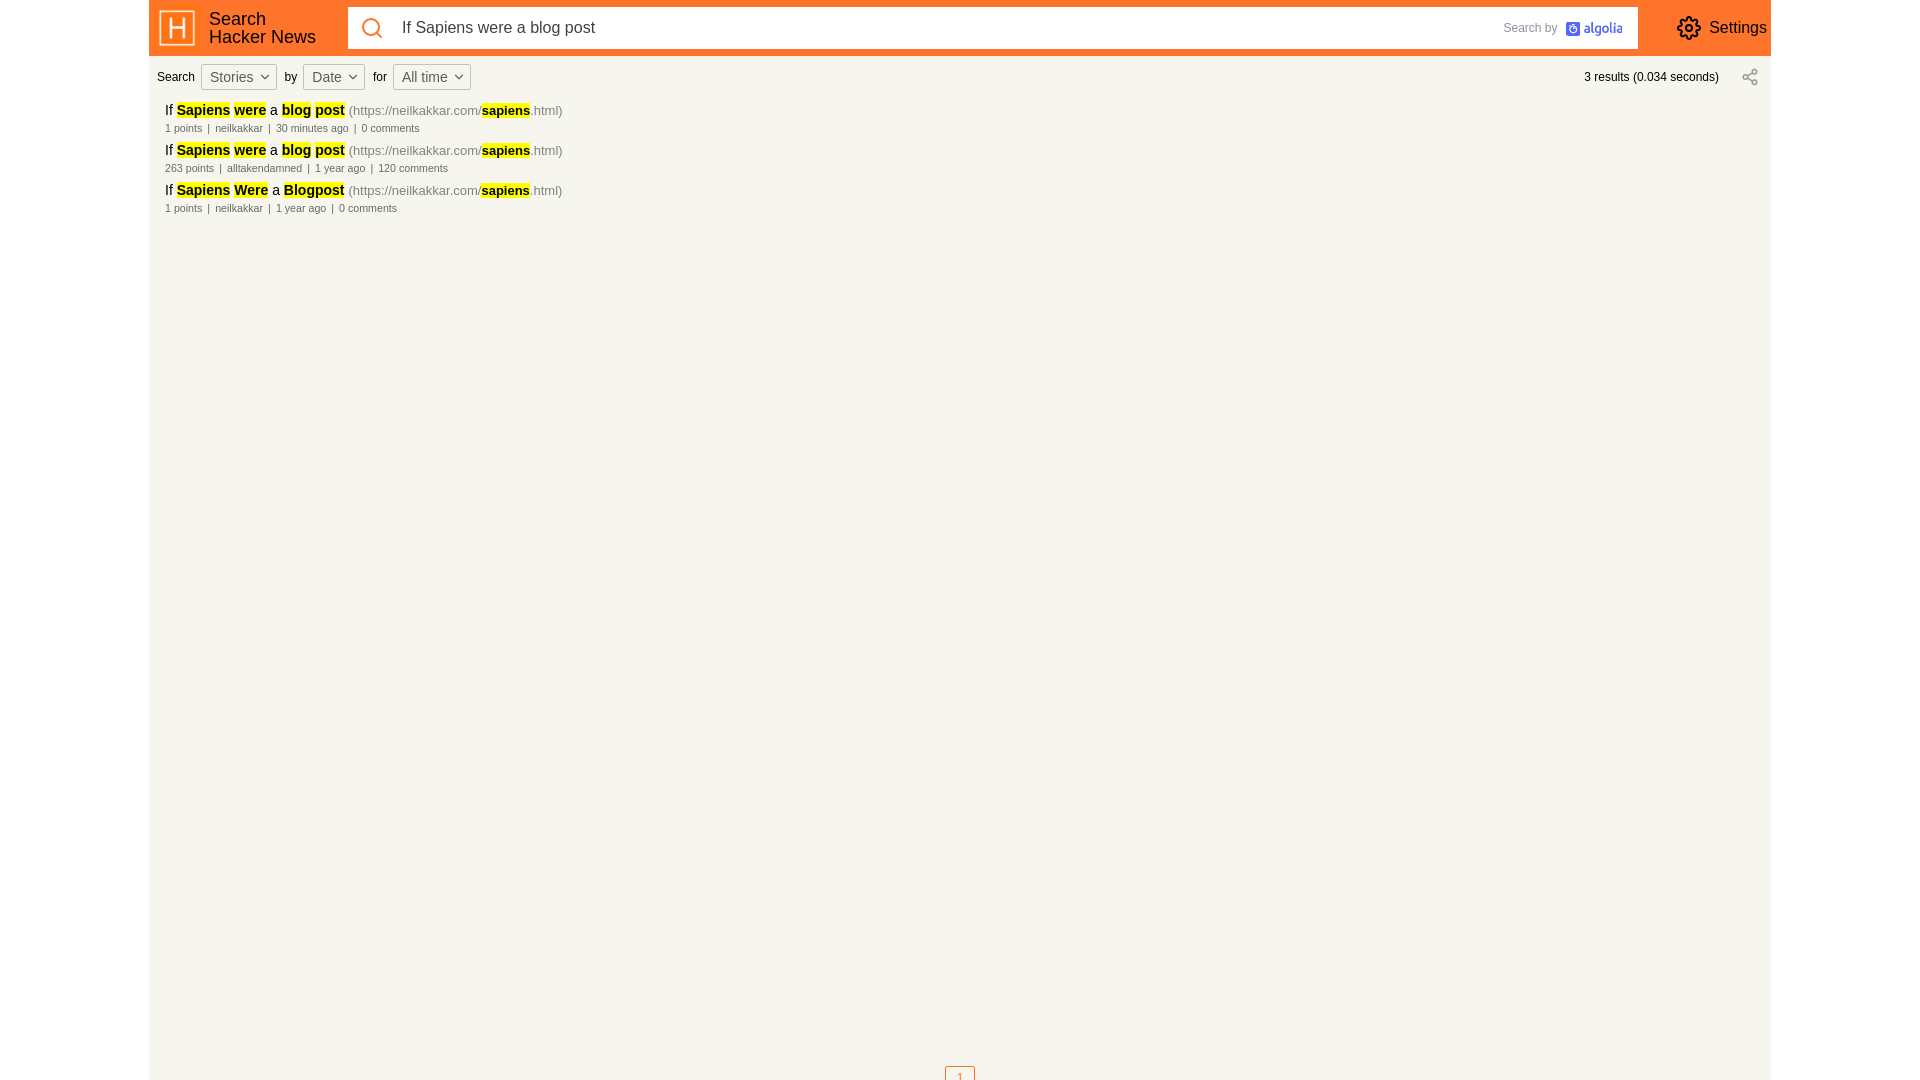 H
Search
Hacker News
If Sapiens were a blog post
Search by algolia
Settings
Search Stories by Date for All time
3 results (0.034 seconds)
If Sapiens were a blog post (https://neilkakkar.com/sapiens.html)
1 points | neilkakkar | 30 minutes ago | 0 comments
If Sapiens were a blog post (https://neilkakkar.com/sapiens.html)
263 points | alltakendamned | 1 year ago | 120 comments
If Sapiens Were a Blogpost (https://neilkakkar.com/sapiens.html)
1 points | neilkakkar | 1 year ago | 0 comments
1